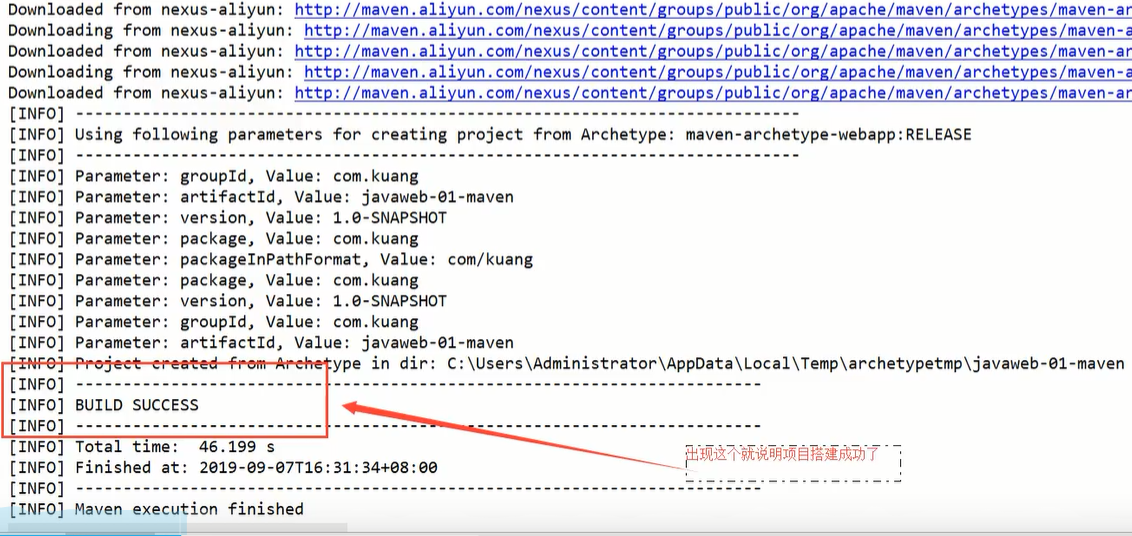 Downloaded from nexus-aliyun: http://maven.aliyun.com/nexus/content/groups/public/org/apache/maven/archetypes/maven-ar
Downloading from nexus-aliyun: http://maven.aliyun.com/nexus/content/groups/public/org/apache/maven/archetypes/maven-a
Downloaded from nexus-aliyun: http://maven.aliyun.com/nexus/content/groups/public/org/apache/maven/archetypes/maven-ar
Downloading from nexus-aliyun: http://maven.aliyun.com/nexus/content/groups/public/org/apache/maven/archetypes/maven-a
Downloaded from nexus-aliyun: http://maven.aliyun.com/nexus/content/groups/public/org/apache/maven/archetypes/maven-ar
[INFO] ----------------------------------------------------------------------------
[INFO] Using following parameters for creating project from Archetype: maven-archetype-webapp:RELEASE
[INFO] ----------------------------------------------------------------------------
[INFO] Parameter: groupId, Value: com.kuang
[INFO] Parameter: artifactId, Value: javaweb-01-maven
[INFO] Parameter: version, Value: 1.0-SNAPSHOT
[INFO] Parameter: package, Value: com.kuang
[INFO] Parameter: packageInPathFormat, Value: com/kuang
[INFO] Parameter: package, Value: com.kuang
[INFO] Parameter: version, Value: 1.0-SNAPSHOT
[INFO] Parameter: groupId, Value: com.kuang
[INFO] Parameter: artifactId, Value: javaweb-01-maven
[INFO] Project created from Archetype in dir: C:\Users\Administrator\AppData\Local\Temp\archetypetmp\javaweb-01-maven
[INFO] ------------------------------------------------------------------------
[INFO] BUILD SUCCESS
[INFO] ------------------------------------------------------------------------
[INFO] Total time:  46.199 s
出现这个就说明项目搭建成功了
[INFO] Finished at: 2019-09-07T16:31:34+08:00
[INFO] ------------------------------------------------------------------------
[INFO] Maven execution finished